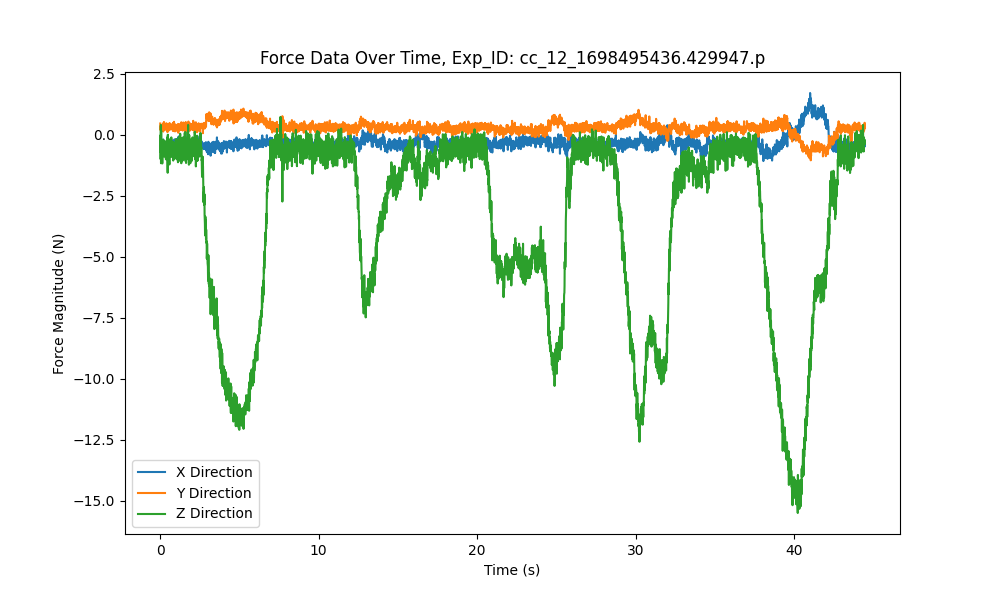 Force Data Over Time, Exp_ID: cc_12_1698495436.429947.p
2.5
0.0
−2.5
−5.0
−7.5
−10.0
−12.5
−15.0
Force Magnitude (N)
X Direction
Y Direction
Z Direction
0 10 20 30 40
Time (s)